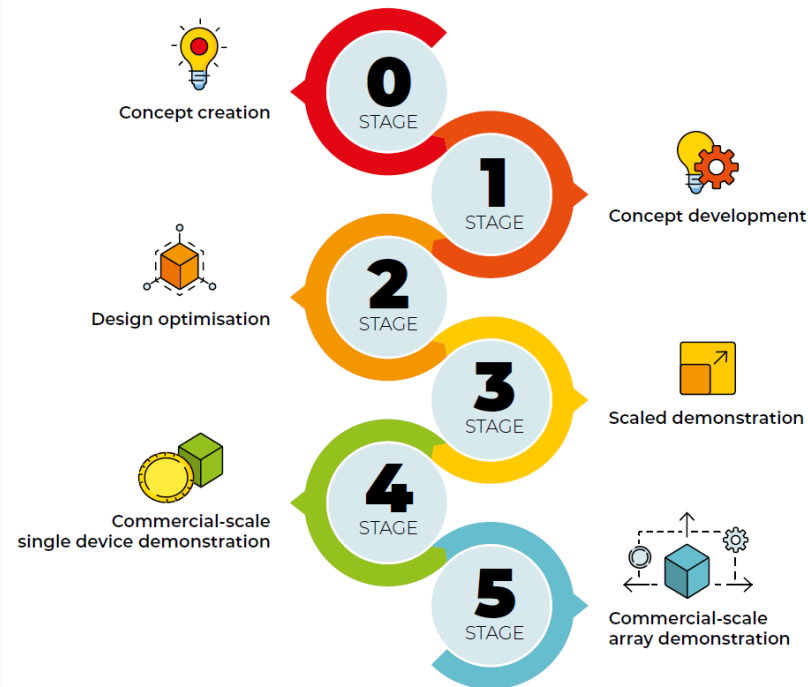 0
STAGE
Concept creation
1
STAGE
Concept development
2
STAGE
Design optimisation
3
STAGE
Scaled demonstration
4
STAGE
Commercial-scale
single device demonstration
5
STAGE
Commercial-scale
array demonstration